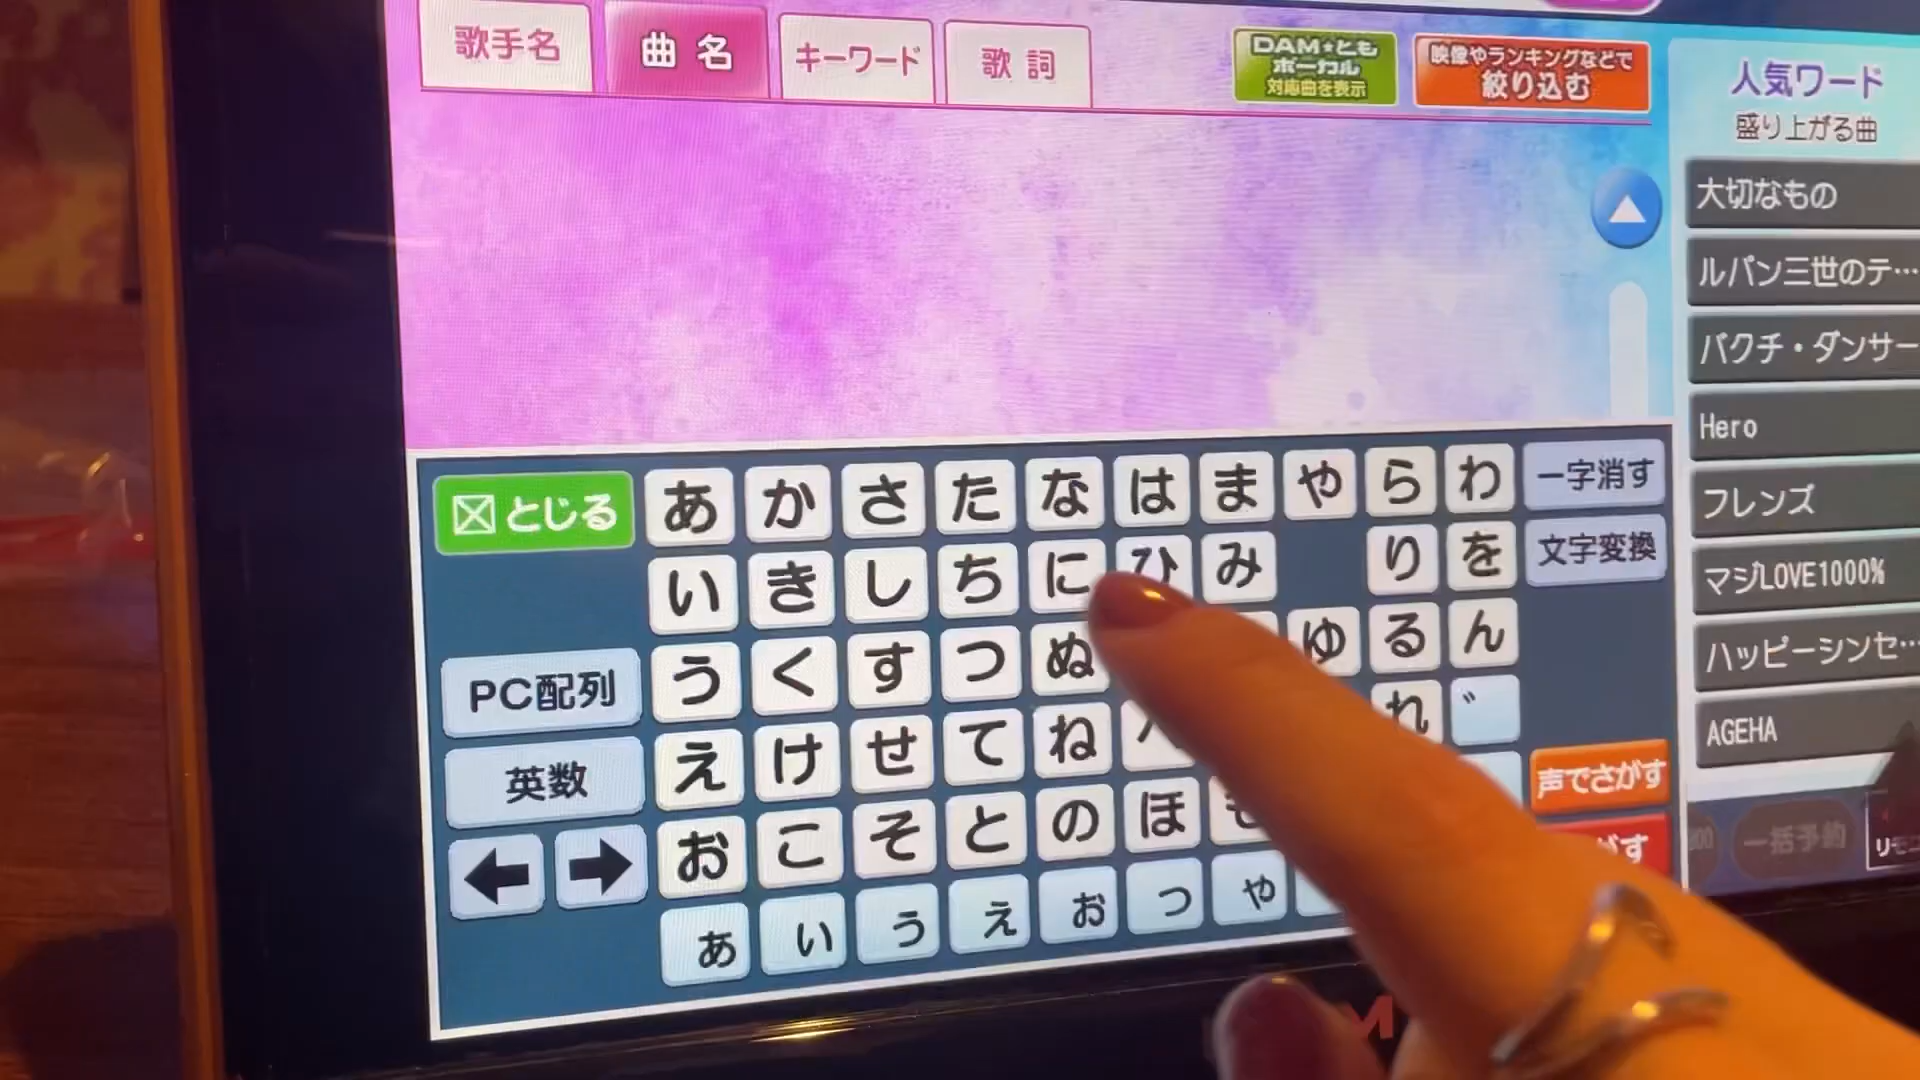 歌手名
曲名
キーワード
歌詞
DAM★とも
ボーカル
対応曲を表示
映像やランキングなどで
絞り込む
人気ワード
盛り上がる曲
大切なもの
ルパン三世のテ…
バクチ・ダンサー
Hero
フレンズ
マジLOVE1000%
ハッピーシンセ…
AGEHA
とじる
あ か さ た な は ま や ら わ
一字消す
い き し ち に ひ み り を
文字変換
PC配列
う く す つ ぬ ゆ る ん
英数
え け せ て ね れ ゛
声でさがす
お こ そ と の ほ も
がす
一括予約
リモコ
← →
あ い う え お つ や